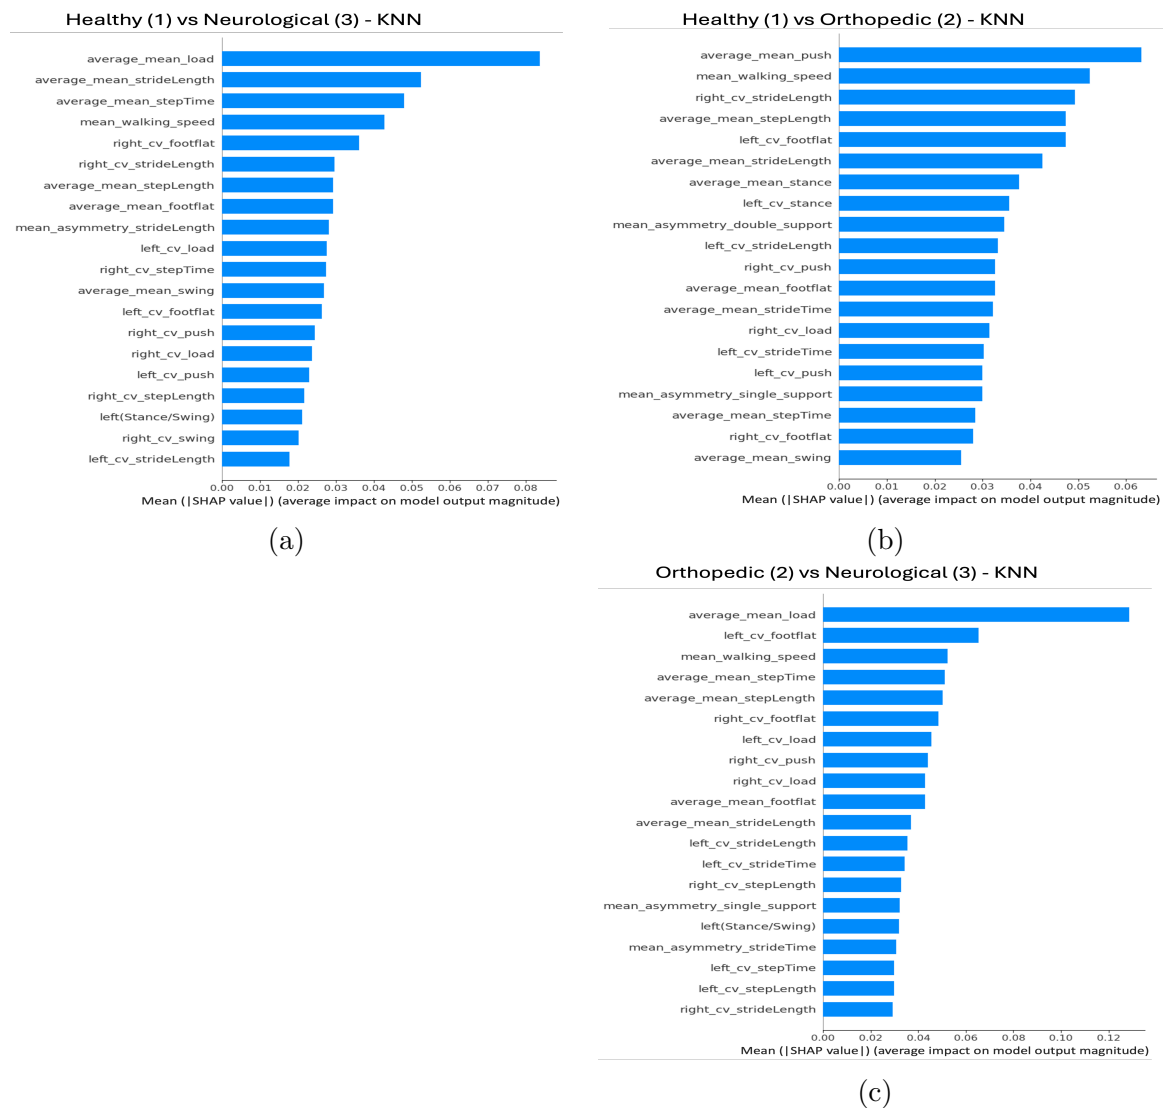 Healthy (1) vs Neurological (3) - KNN
average_mean_load
average_mean_strideLength
average_mean_stepTime
mean_walking_speed
right_cv_footflat
right_cv_strideLength
average_mean_stepLength
average_mean_footflat
mean_asymmetry_strideLength
left_cv_load
right_cv_stepTime
average_mean_swing
left_cv_footflat
right_cv_push
right_cv_load
left_cv_push
right_cv_stepLength
left(Stance/Swing)
right_cv_swing
left_cv_strideLength
0.00 0.01 0.02 0.03 0.04 0.05 0.06 0.07 0.08
Mean (|SHAP value|) (average impact on model output magnitude)
(a)
Healthy (1) vs Orthopedic (2) - KNN
average_mean_push
mean_walking_speed
right_cv_strideLength
average_mean_stepLength
left_cv_footflat
average_mean_strideLength
average_mean_stance
left_cv_stance
mean_asymmetry_double_support
left_cv_strideLength
right_cv_push
average_mean_footflat
average_mean_strideTime
right_cv_load
left_cv_strideTime
left_cv_push
mean_asymmetry_single_support
average_mean_stepTime
right_cv_footflat
average_mean_swing
0.00 0.01 0.02 0.03 0.04 0.05 0.06
Mean (|SHAP value|) (average impact on model output magnitude)
(b)
Orthopedic (2) vs Neurological (3) - KNN
average_mean_load
left_cv_footflat
mean_walking_speed
average_mean_stepTime
average_mean_stepLength
right_cv_footflat
left_cv_load
right_cv_push
right_cv_load
average_mean_footflat
average_mean_strideLength
left_cv_strideLength
left_cv_strideTime
right_cv_stepLength
mean_asymmetry_single_support
left(Stance/Swing)
mean_asymmetry_strideTime
left_cv_stepTime
left_cv_stepLength
right_cv_strideLength
0.00 0.02 0.04 0.06 0.08 0.10 0.12
Mean (|SHAP value|) (average impact on model output magnitude)
(c)